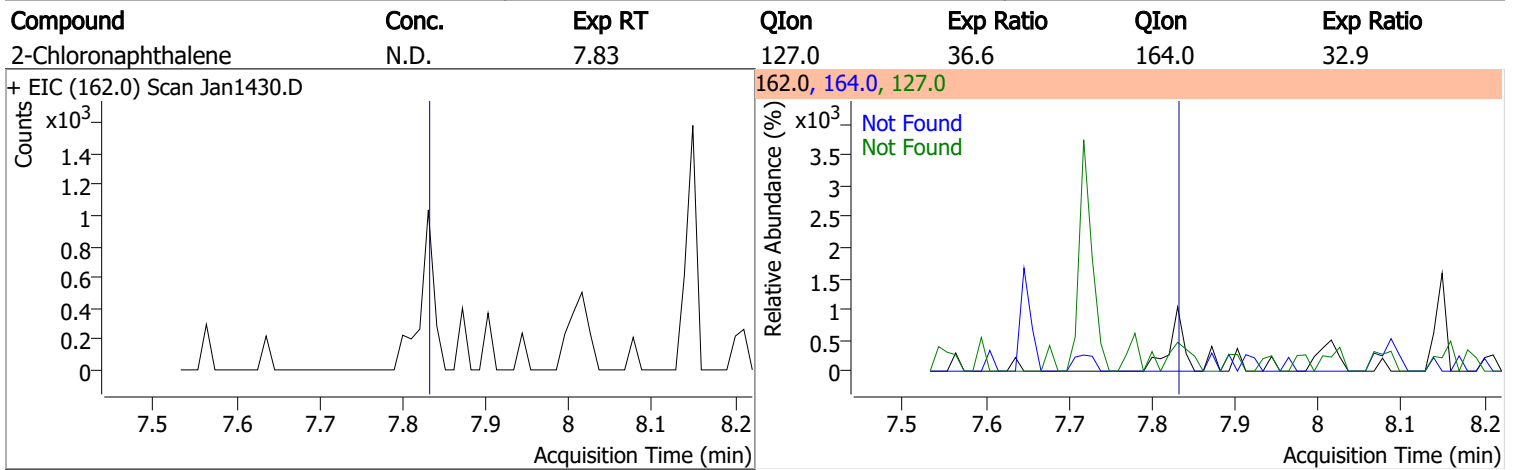 Compound Conc. Exp RT QIon Exp Ratio QIon Exp Ratio
2-Chloronaphthalene N.D. 7.83 127.0 36.6 164.0 32.9
+ EIC (162.0) Scan Jan1430.D
Counts
x10³
1.4
1.2
1
0.8
0.6
0.4
0.2
0
7.5 7.6 7.7 7.8 7.9 8 8.1 8.2
Acquisition Time (min)
162.0, 164.0, 127.0
Relative Abundance (%)
x10³
Not Found
Not Found
3.5
3
2.5
2
1.5
1
0.5
0
7.5 7.6 7.7 7.8 7.9 8 8.1 8.2
Acquisition Time (min)